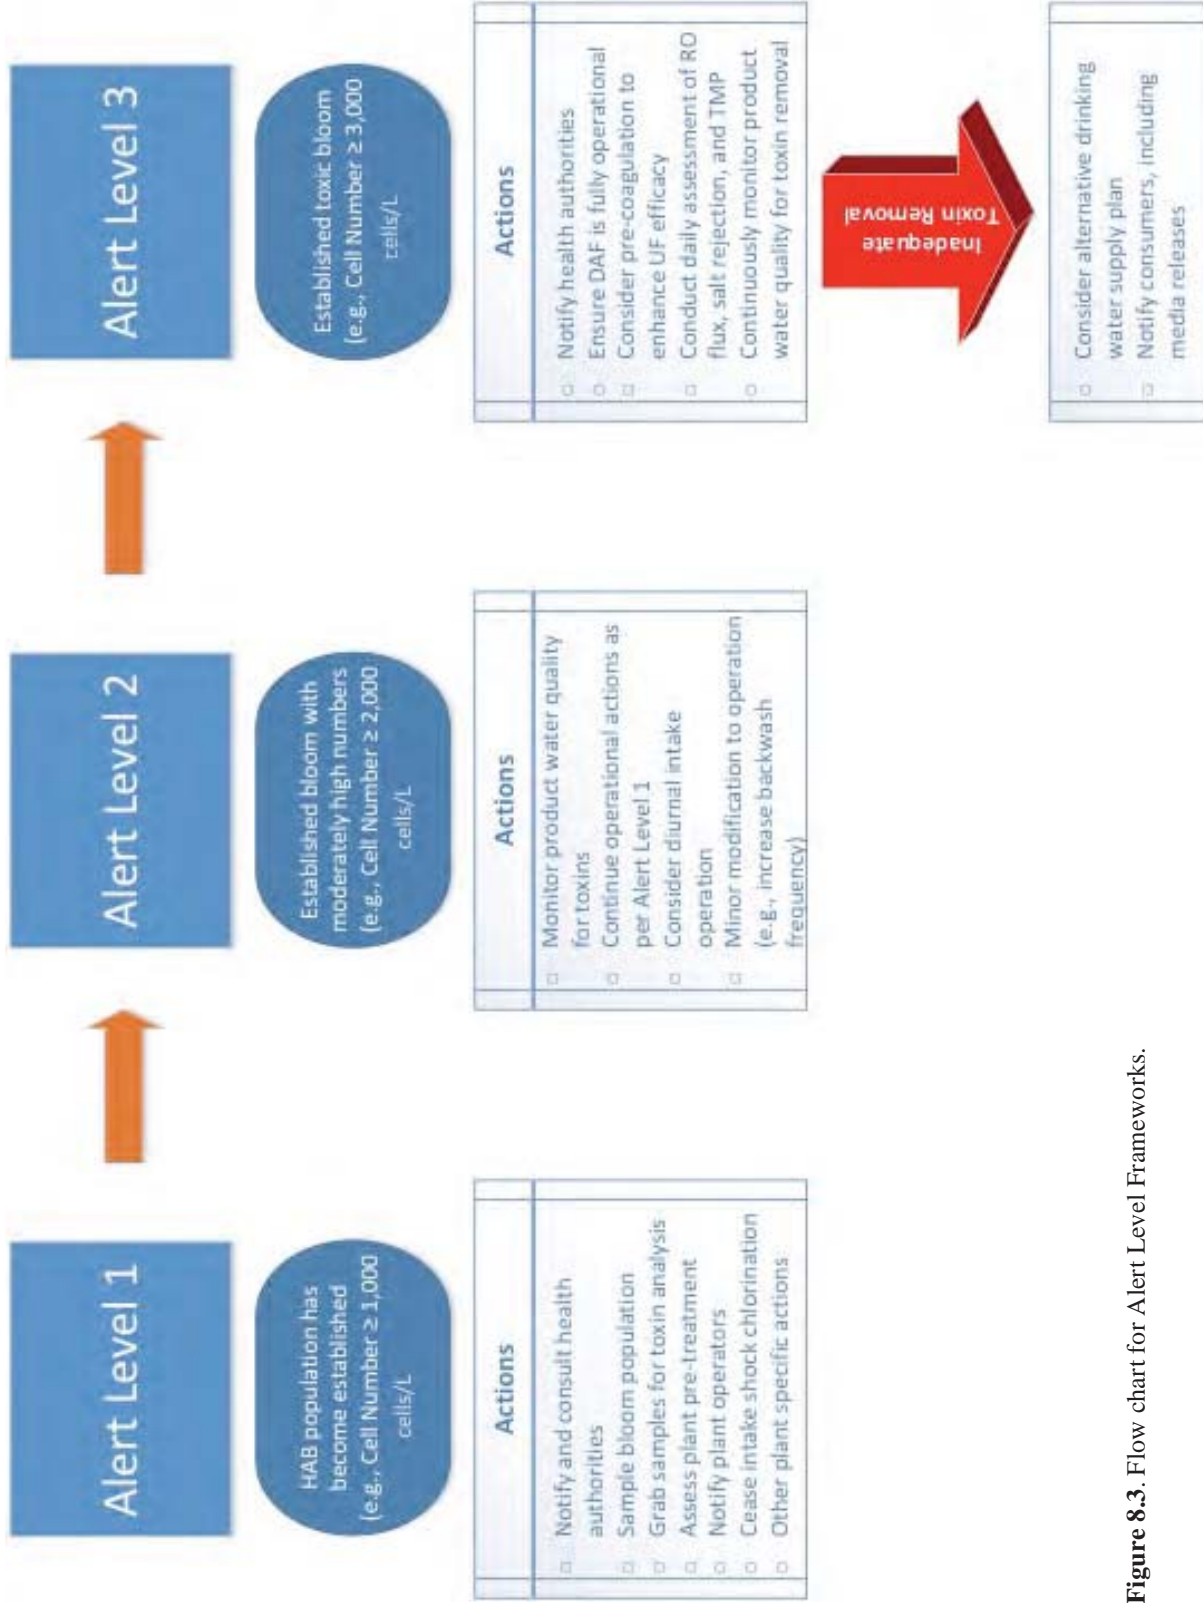 Alert Level 1
HAB population has
become established
(e.g., Cell Number ≥ 1,000
cells/L
Actions
Notify and consult health
authorities
Sample bloom population
Grab samples for toxin analysis
Assess plant pre-treatment
Notify plant operators
Cease intake shock chlorination
Other plant specific actions
Alert Level 2
Established bloom with
moderately high numbers
(e.g., Cell Number ≥ 2,000
cells/L
Actions
Monitor product water quality
for toxins
Continue operational actions as
per Alert Level 1
Consider diurnal intake
operation
Minor modification to operation
(e.g., increase backwash
frequency)
Alert Level 3
Established toxic bloom
(e.g., Cell Number ≥ 3,000
cells/L
Actions
Notify health authorities
Ensure DAF is fully operational
Consider pre-coagulation to
enhance UF efficacy
Conduct daily assessment of RO
flux, salt rejection, and TMP
Continuously monitor product
water quality for toxin removal
Inadequate
Toxin Removal
Consider alternative drinking
water supply plan
Notify consumers, including
media releases
Figure 8.3. Flow chart for Alert Level Frameworks.